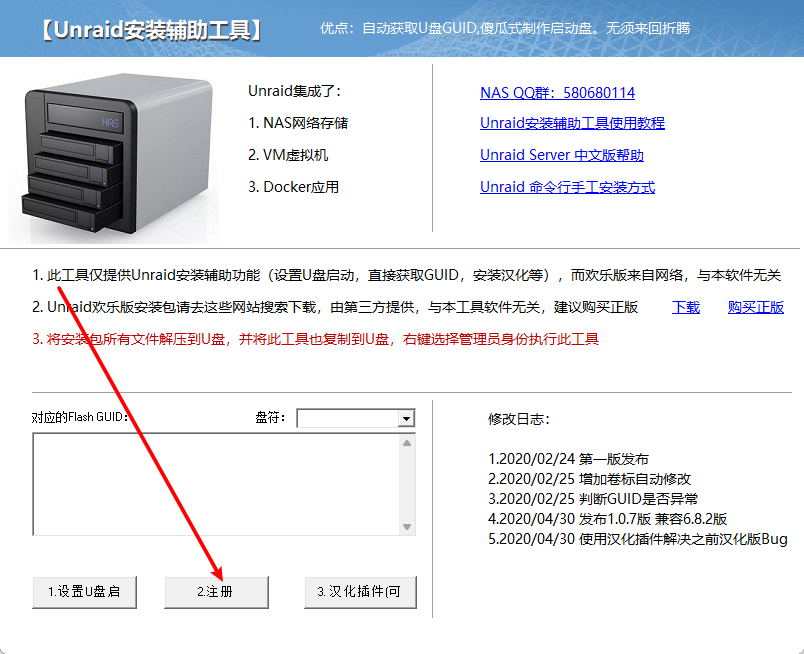 【Unraid安装辅助工具】
优点：自动获取U盘GUID,傻瓜式制作启动盘。无须来回折腾
NAS
Unraid集成了：
1. NAS网络存储
2. VM虚拟机
3. Docker应用
NAS QQ群：580680114
Unraid安装辅助工具使用教程
Unraid Server 中文版帮助
Unraid 命令行手工安装方式
1. 此工具仅提供Unraid安装辅助功能（设置U盘启动，直接获取GUID，安装汉化等），而欢乐版来自网络，与本软件无关
2. Unraid欢乐版安装包请去这些网站搜索下载，由第三方提供，与本工具软件无关，建议购买正版 下载 购买正版
3. 将安装包所有文件解压到U盘，并将此工具也复制到U盘，右键选择管理员身份执行此工具
对应的Flash GUID： 盘符：
1.设置U盘启
2.注册
3. 汉化插件(可
修改日志：
1.2020/02/24 第一版发布
2.2020/02/25 增加卷标自动修改
3.2020/02/25 判断GUID是否异常
4.2020/04/30 发布1.0.7版 兼容6.8.2版
5.2020/04/30 使用汉化插件解决之前汉化版Bug